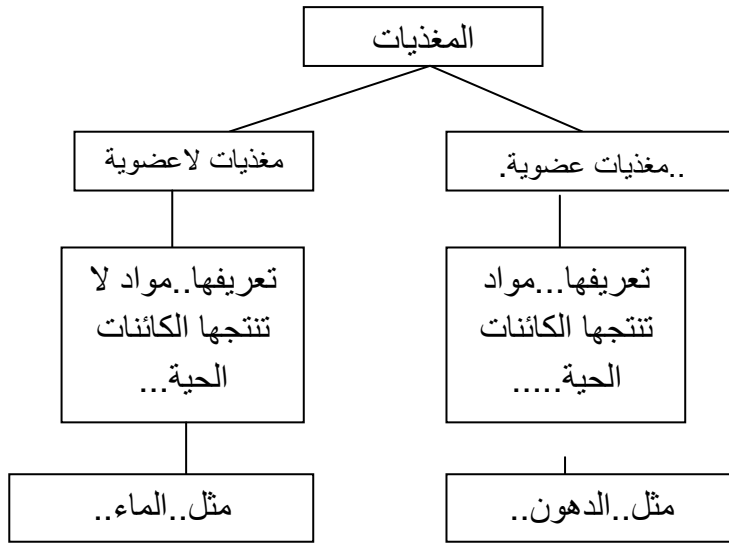 المغذيات
..مغذيات عضوية.
مغذيات لاعضوية
تعريفها...مواد
تنتجها الكائنات
الحية.....
تعريفها..مواد لا
تنتجها الكائنات
الحية...
مثل..الدهون..
مثل..الماء..